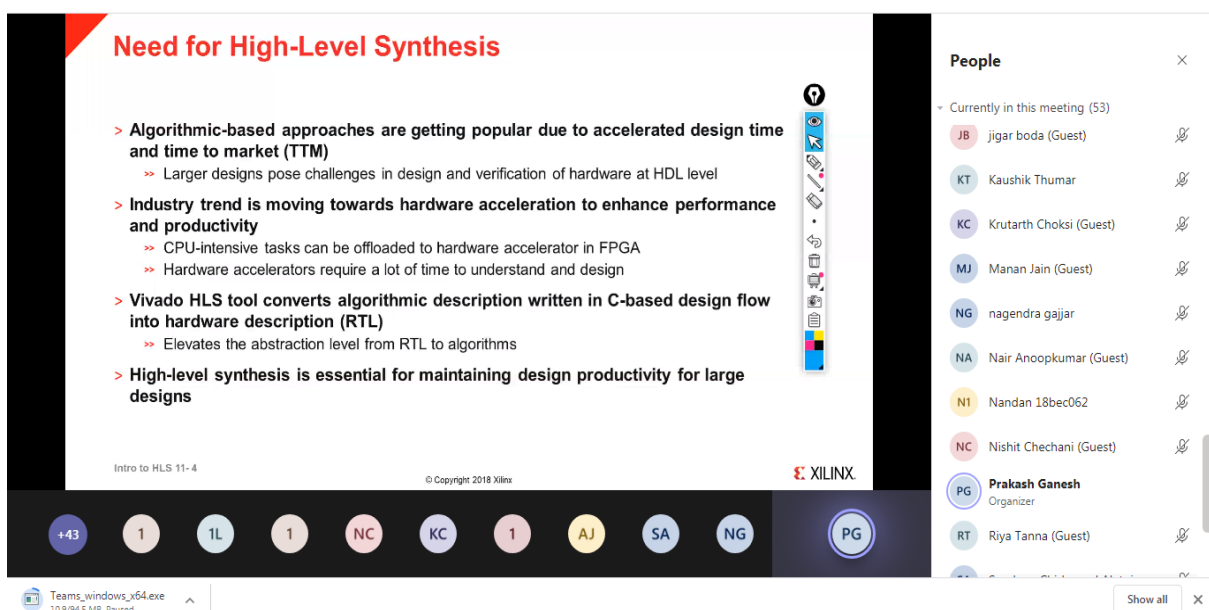 Need for High-Level Synthesis
> Algorithmic-based approaches are getting popular due to accelerated design time
and time to market (TTM)
>> Larger designs pose challenges in design and verification of hardware at HDL level
> Industry trend is moving towards hardware acceleration to enhance performance
and productivity
>> CPU-intensive tasks can be offloaded to hardware accelerator in FPGA
>> Hardware accelerators require a lot of time to understand and design
> Vivado HLS tool converts algorithmic description written in C-based design flow
into hardware description (RTL)
>> Elevates the abstraction level from RTL to algorithms
> High-level synthesis is essential for maintaining design productivity for large
designs
Intro to HLS 11- 4
© Copyright 2018 Xilinx
XILINX.
+43
1
1L
1
NC
KC
1
AJ
SA
NG
PG
People
Currently in this meeting (53)
JB jigar boda (Guest)
KT Kaushik Thumar
KC Krutarth Choksi (Guest)
MJ Manan Jain (Guest)
NG nagendra gajjar
NA Nair Anoopkumar (Guest)
N1 Nandan 18bec062
NC Nishit Chechani (Guest)
PG Prakash Ganesh
Organizer
RT Riya Tanna (Guest)
Teams_windows_x64.exe
10.9/94.5 MB, Paused
Show all